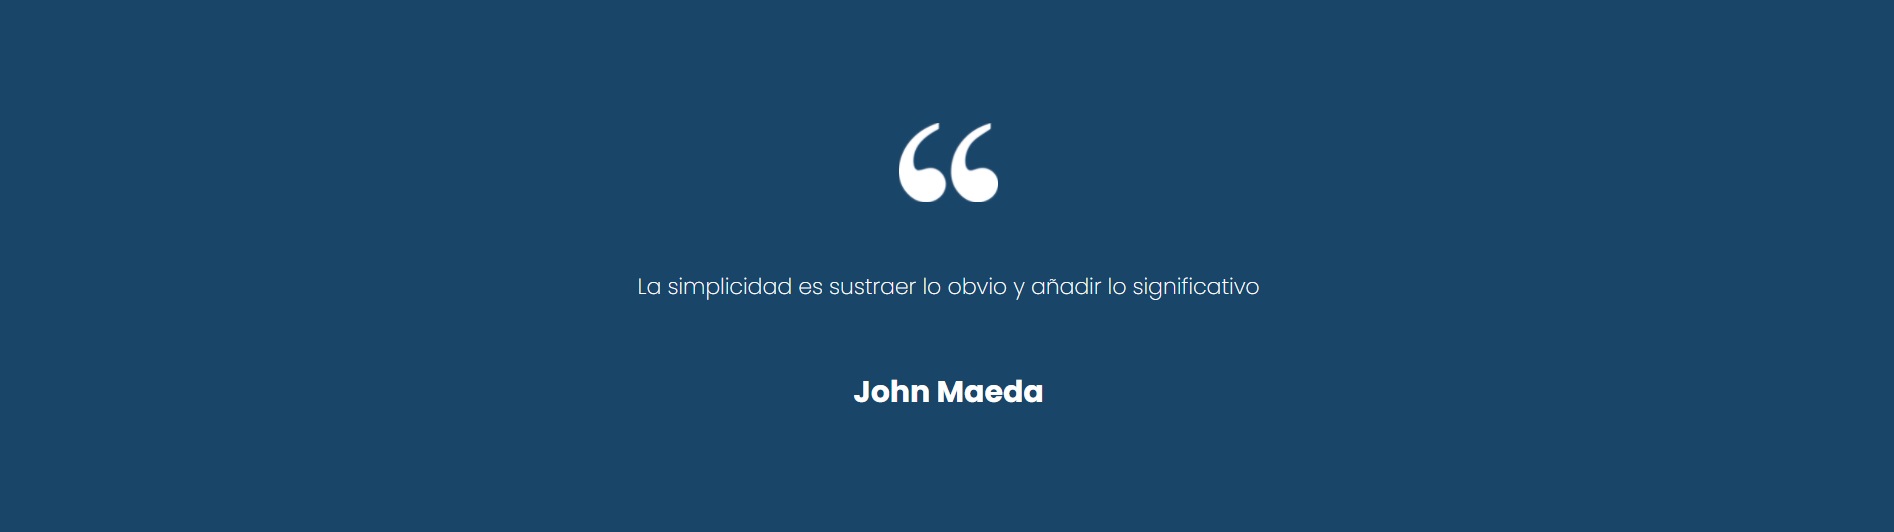 “
La simplicidad es sustraer lo obvio y añadir lo significativo
John Maeda